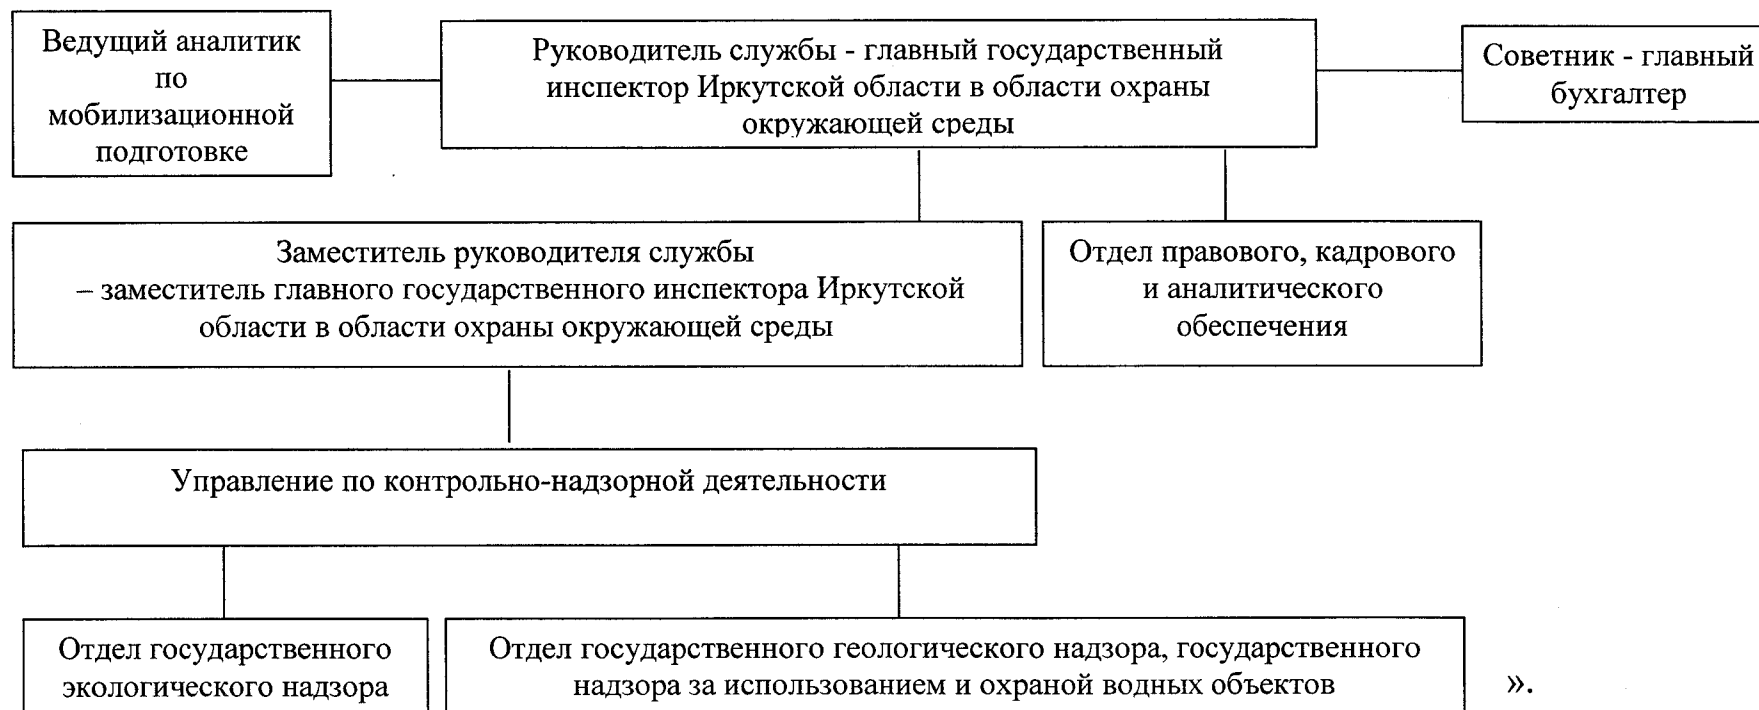 Ведущий аналитик
по
мобилизационной
подготовке
Руководитель службы - главный государственный
инспектор Иркутской области в области охраны
окружающей среды
Советник - главный
бухгалтер
Заместитель руководителя службы
– заместитель главного государственного инспектора Иркутской
области в области охраны окружающей среды
Отдел правового, кадрового
и аналитического
обеспечения
Управление по контрольно-надзорной деятельности
Отдел государственного
экологического надзора
Отдел государственного геологического надзора, государственного
надзора за использованием и охраной водных объектов
».